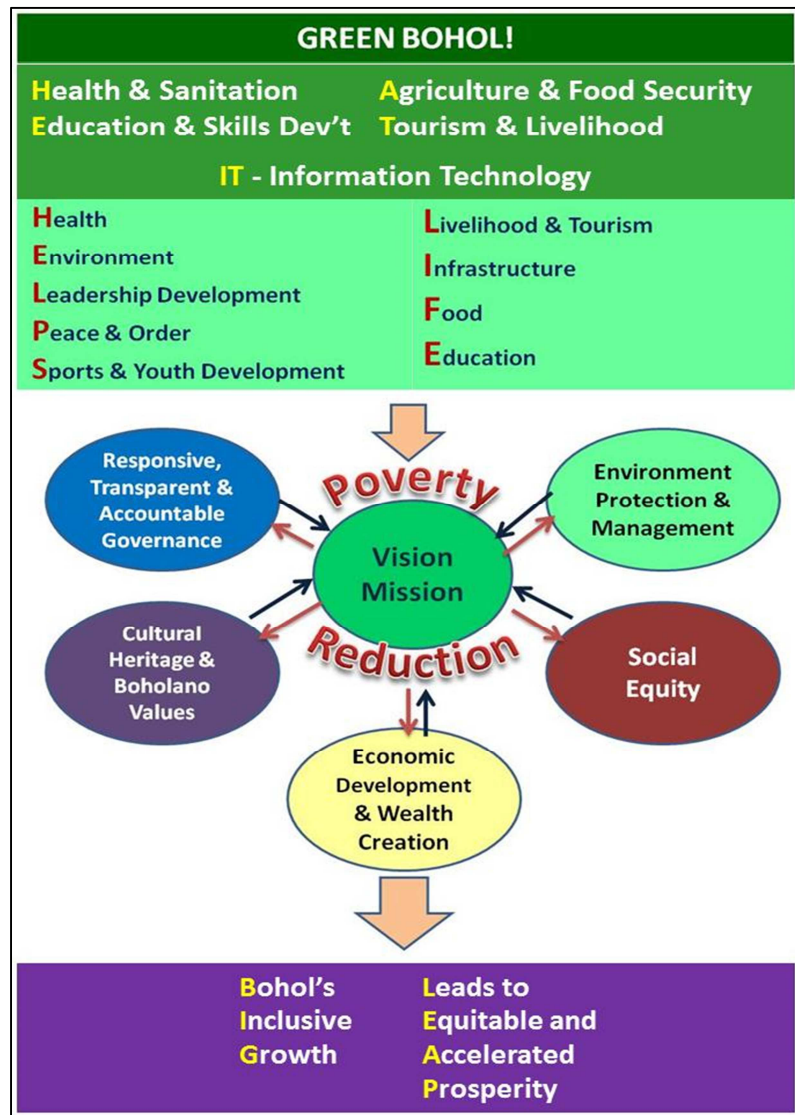 GREEN BOHOL!
Health & Sanitation
Education & Skills Dev't
Agriculture & Food Security
Tourism & Livelihood
IT - Information Technology
Health
Environment
Leadership Development
Peace & Order
Sports & Youth Development
Livelihood & Tourism
Infrastructure
Food
Education
Responsive,
Transparent &
Accountable
Governance
Poverty
Vision
Mission
Reduction
Environment
Protection &
Management
Cultural
Heritage &
Boholano
Values
Social
Equity
Economic
Development
& Wealth
Creation
Bohol's
Inclusive
Growth
Leads to
Equitable and
Accelerated
Prosperity